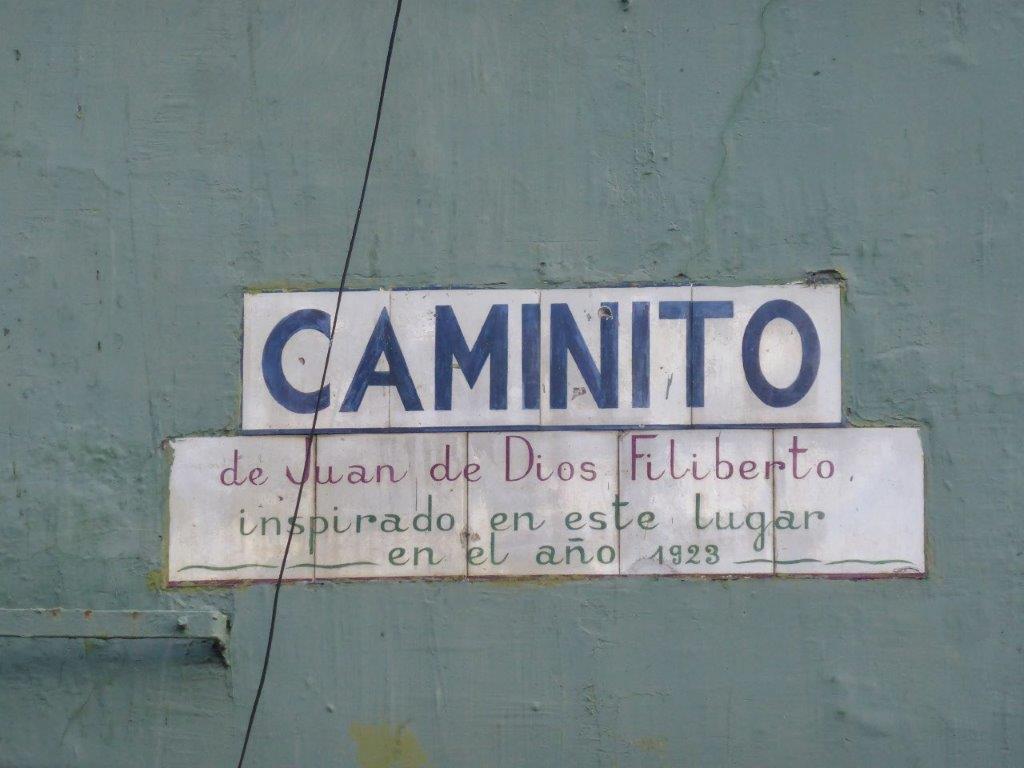 CAMINITO
de Juan de Dios Filiberto
inspirado en este lugar
en el año 1923